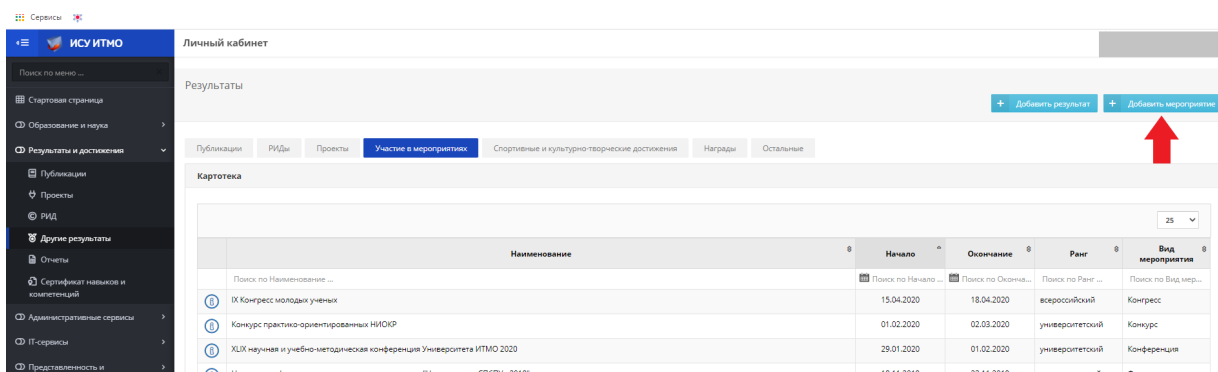 Сервисы
ИСУ ИТМО
Личный кабинет
Поиск по меню ...
Результаты
+ Добавить результат + Добавить мероприятие
Стартовая страница
Образование и наука
Результаты и достижения
Публикации РИДы Проекты Участие в мероприятиях Спортивные и культурно-творческие достижения Награды Остальные
Публикации
Картотека
Проекты
РИД
25
Другие результаты
Отчеты
Наименование Начало Окончание Ранг Вид мероприятия
Сертификат навыков и
компетенций
Поиск по Наименование ... Поиск по Начало ... Поиск по Оконча... Поиск по Ранг ... Поиск по Вид мер...
IX Конгресс молодых ученых 15.04.2020 18.04.2020 всероссийский Конгресс
Административные сервисы
Конкурс практико-ориентированных НИОКР 01.02.2020 02.03.2020 университетский Конкурс
IT-сервисы
XLIX научная и учебно-методическая конференция Университета ИТМО 2020 29.01.2020 01.02.2020 университетский Конференция
Представленность и